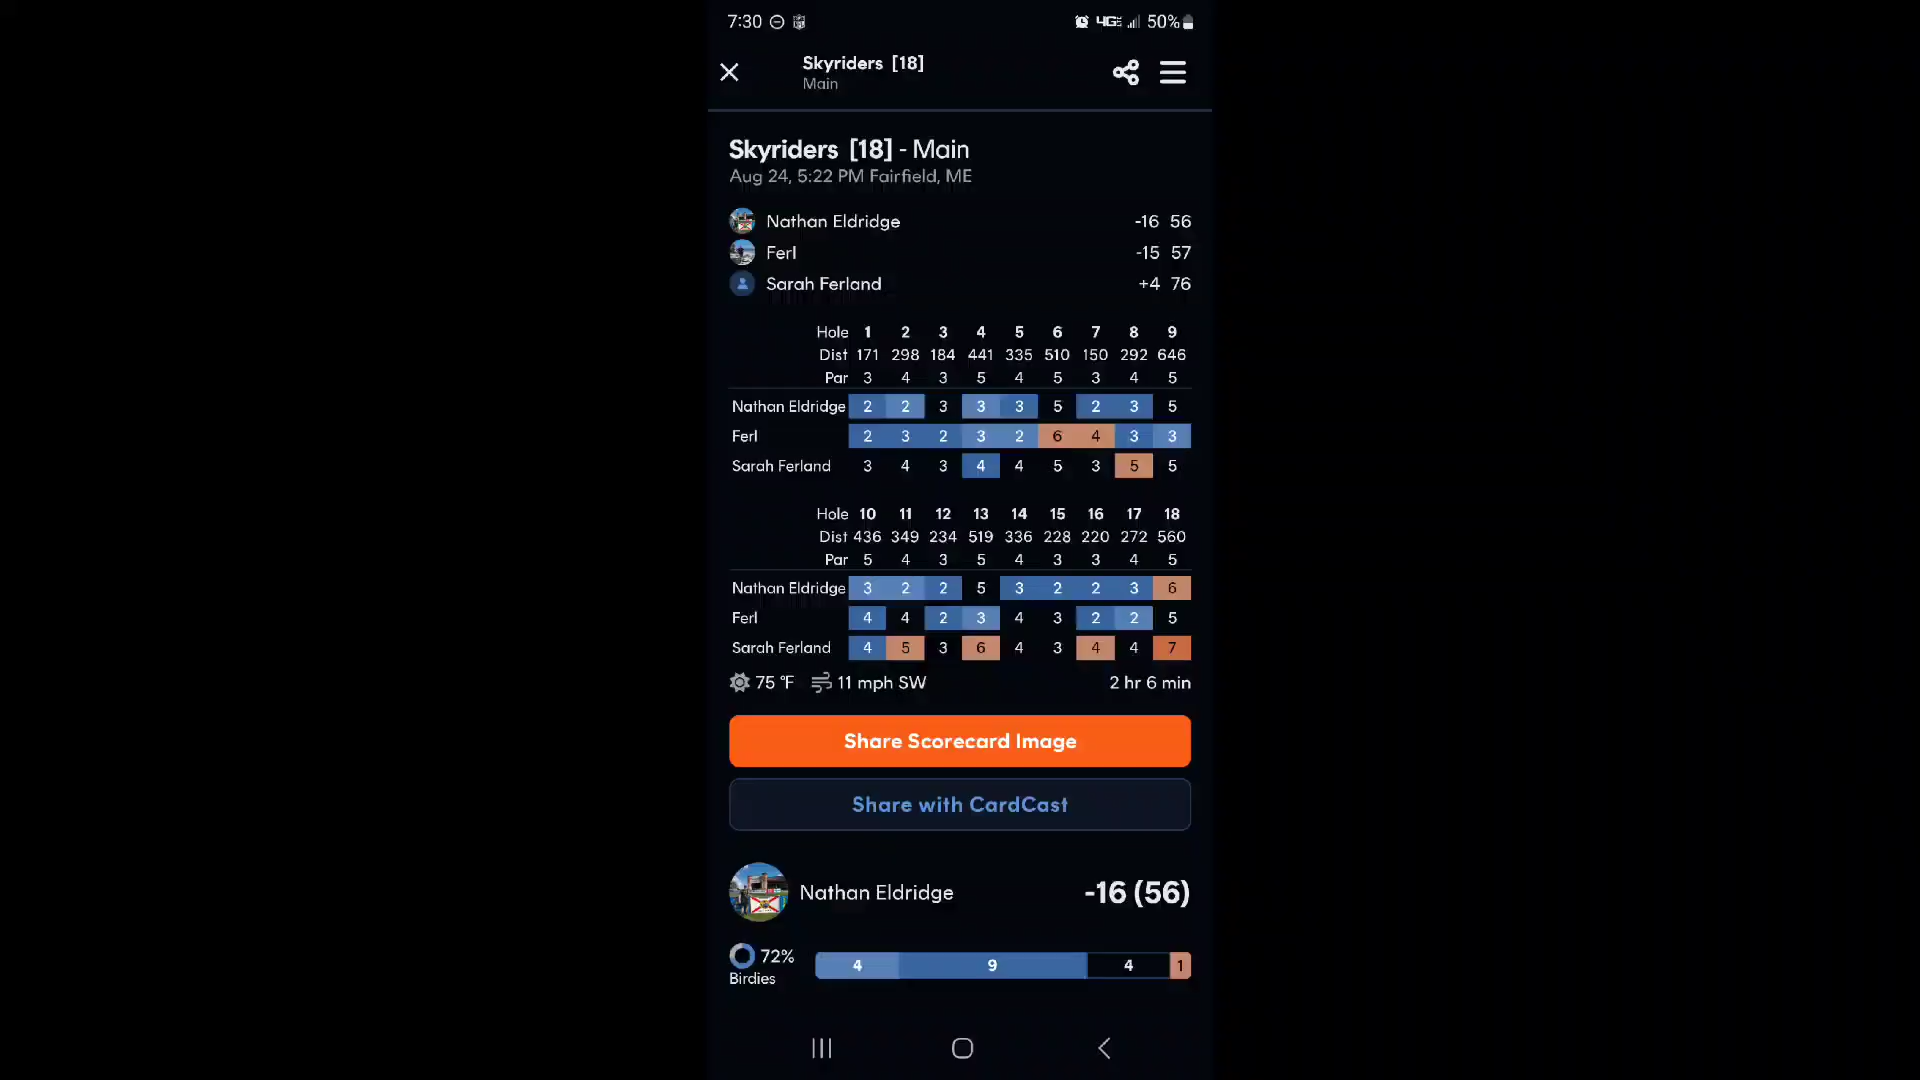 7:30 4GE 50%
Skyriders [18]
Main
Skyriders [18] - Main
Aug 24, 5:22 PM Fairfield, ME
Nathan Eldridge -16 56
Ferl -15 57
Sarah Ferland +4 76
Hole 1 2 3 4 5 6 7 8 9
Dist 171 298 184 441 335 510 150 292 646
Par 3 4 3 5 4 5 3 4 5
Nathan Eldridge 2 2 3 3 3 5 2 3 5
Ferl 2 3 2 3 2 6 4 3 3
Sarah Ferland 3 4 3 4 4 5 3 5 5
Hole 10 11 12 13 14 15 16 17 18
Dist 436 349 234 519 336 228 220 272 560
Par 5 4 3 5 4 3 3 4 5
Nathan Eldridge 3 2 2 5 3 2 2 3 6
Ferl 4 4 2 3 4 3 2 2 5
Sarah Ferland 4 5 3 6 4 3 4 4 7
75 °F 11 mph SW 2 hr 6 min
Share Scorecard Image
Share with CardCast
Nathan Eldridge -16 (56)
72% 4 9 4 1
Birdies